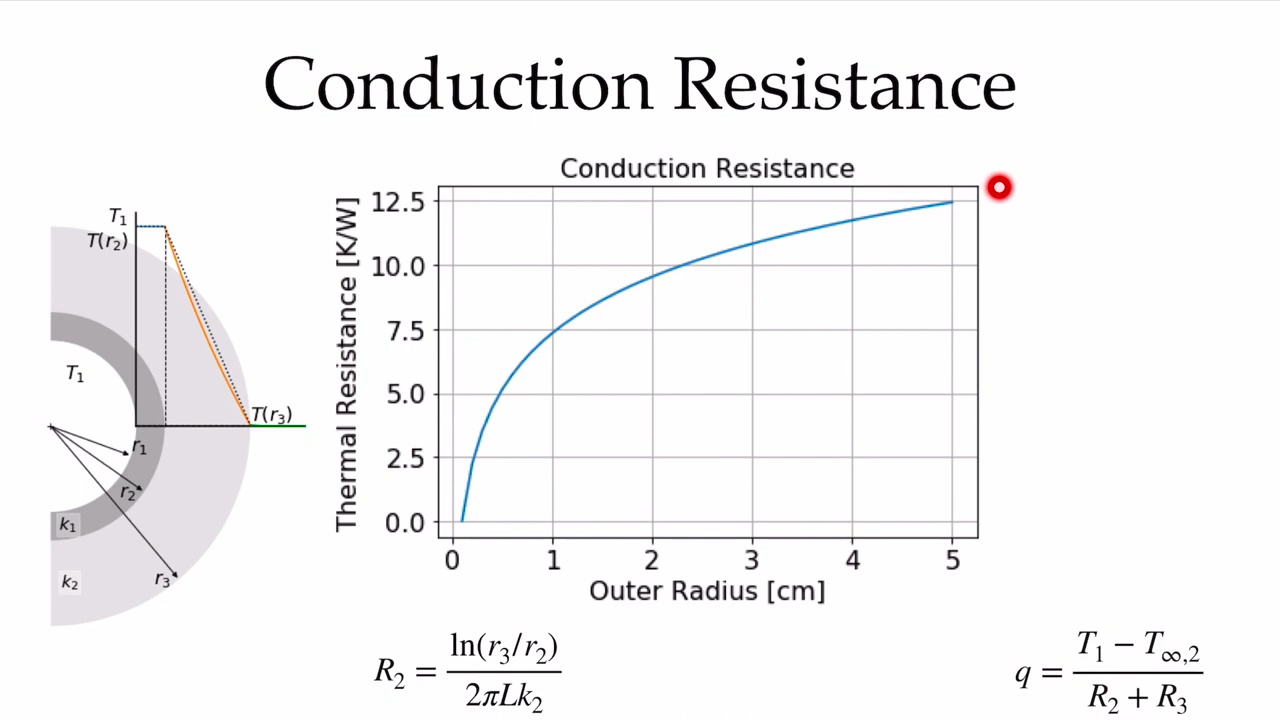 Conduction Resistance
Conduction Resistance
Thermal Resistance [K/W]
12.5
10.0
7.5
5.0
2.5
0.0
0 1 2 3 4 5
Outer Radius [cm]
T₁
T(r₂)
T₁
T(r₃)
r₁
r₂
k₁
k₂
r₃
R₂ = ln(r₃/r₂) / 2πLk₂
q = T₁ − T∞,₂ / R₂ + R₃